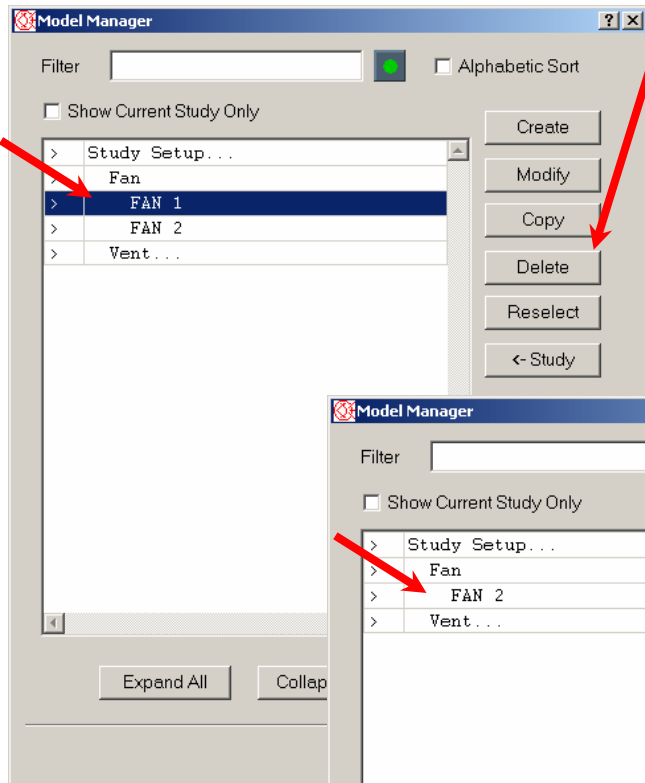 Model Manager
Filter
Alphabetic Sort
Show Current Study Only
> Study Setup...
> Fan
> FAN 1
> FAN 2
> Vent...
Create
Modify
Copy
Delete
Reselect
<- Study
Expand All
Collap
Model Manager
Filter
Show Current Study Only
> Study Setup...
> Fan
> FAN 2
> Vent...